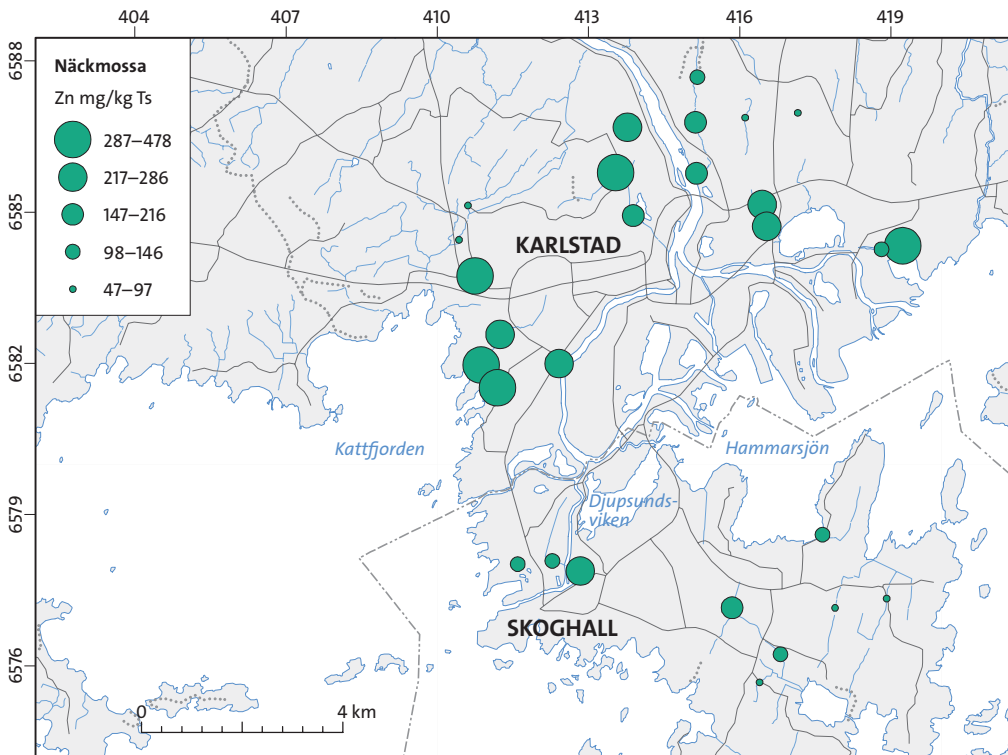 404 407 410 413 416 419
6588
6585
6582
6579
6576
Näckmossa
Zn mg/kg Ts
287–478
217–286
147–216
98–146
47–97
KARLSTAD
Kattfjorden
Hammarsjön
Djupsunds-
viken
SKOGHALL
0 4 km